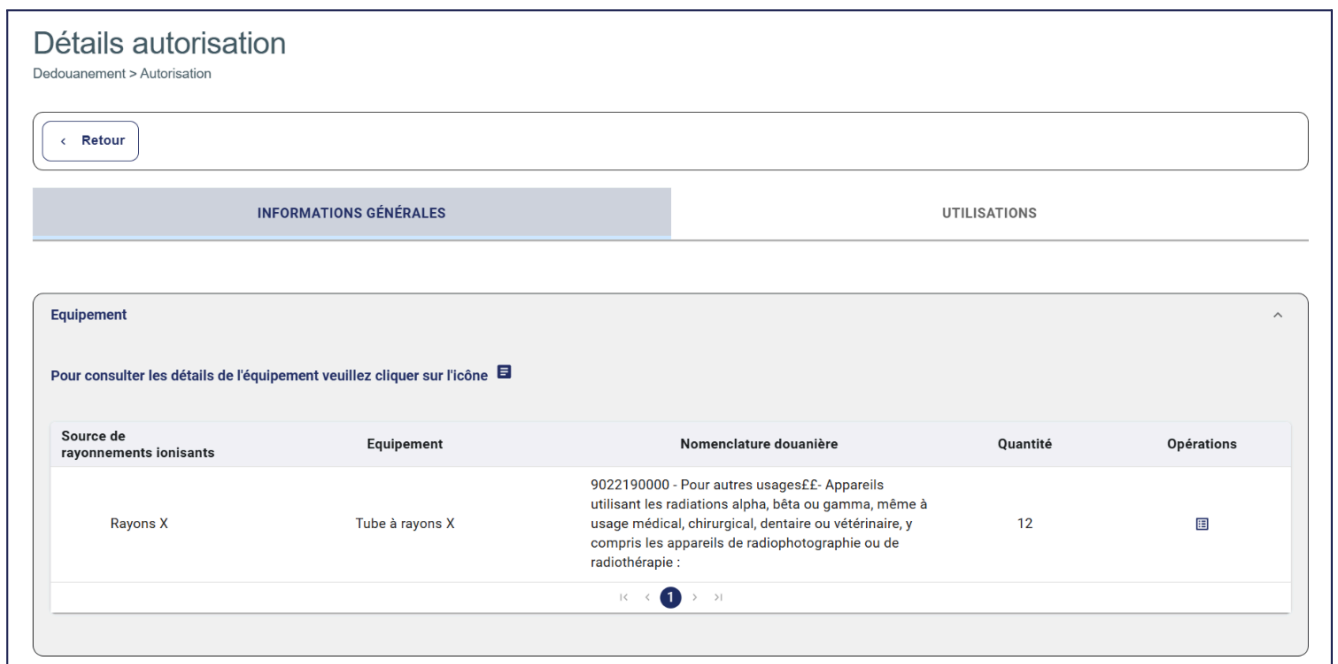 Détails autorisation
Dedouanement > Autorisation
< Retour
INFORMATIONS GÉNÉRALES
UTILISATIONS
Equipement
Pour consulter les détails de l'équipement veuillez cliquer sur l'icône
Source de
rayonnements ionisants
Equipement
Nomenclature douanière
Quantité
Opérations
Rayons X
Tube à rayons X
9022190000 - Pour autres usages££- Appareils
utilisant les radiations alpha, bêta ou gamma, même à
usage médical, chirurgical, dentaire ou vétérinaire, y
compris les appareils de radiophotographie ou de
radiothérapie :
12
1